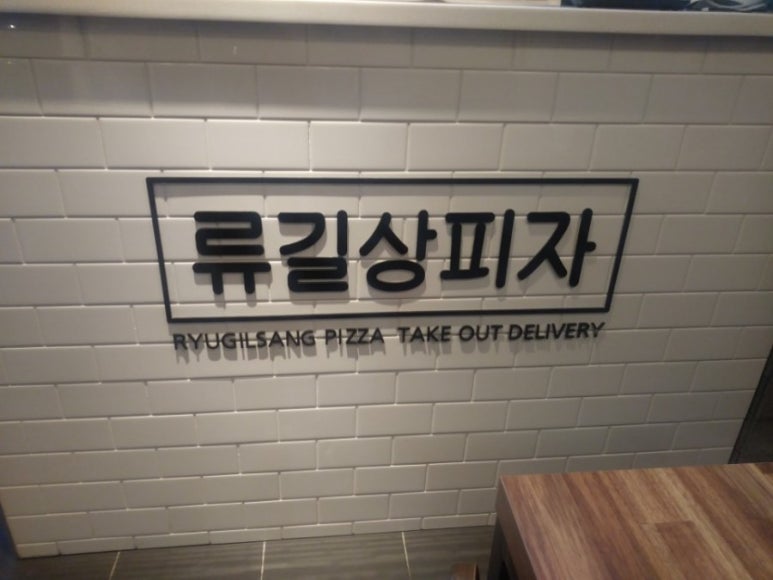 류길상피자
RYUGILSANG PIZZA TAKE OUT DELIVERY